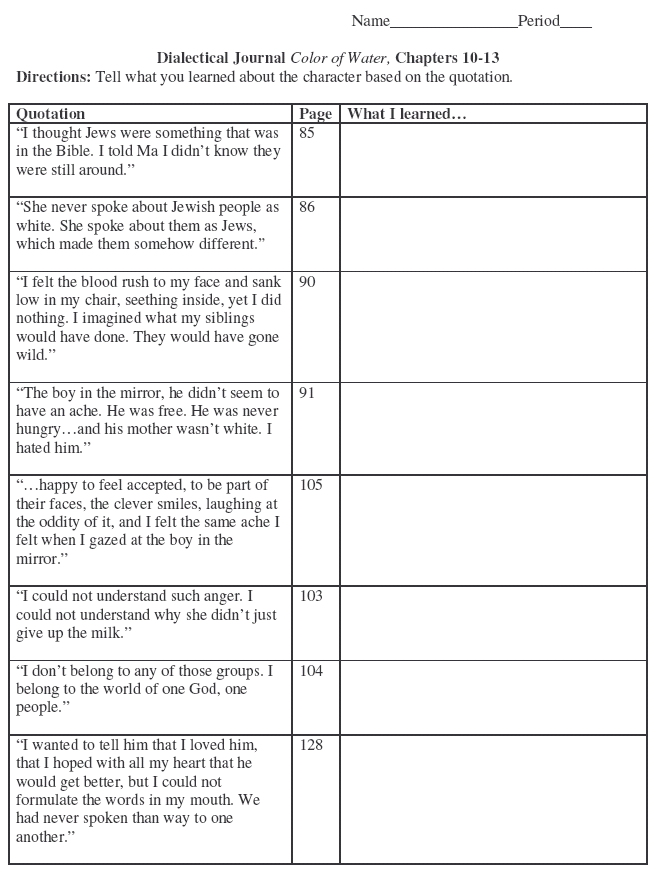 Name________________Period____
Dialectical Journal Color of Water, Chapters 10-13
Directions: Tell what you learned about the character based on the quotation.
Quotation Page What I learned…
“I thought Jews were something that was 85
in the Bible. I told Ma I didn’t know they
were still around.”
“She never spoke about Jewish people as 86
white. She spoke about them as Jews,
which made them somehow different.”
“I felt the blood rush to my face and sank 90
low in my chair, seething inside, yet I did
nothing. I imagined what my siblings
would have done. They would have gone
wild.”
“The boy in the mirror, he didn’t seem to 91
have an ache. He was free. He was never
hungry…and his mother wasn’t white. I
hated him.”
“…happy to feel accepted, to be part of 105
their faces, the clever smiles, laughing at
the oddity of it, and I felt the same ache I
felt when I gazed at the boy in the
mirror.”
“I could not understand such anger. I 103
could not understand why she didn’t just
give up the milk.”
“I don’t belong to any of those groups. I 104
belong to the world of one God, one
people.”
“I wanted to tell him that I loved him, 128
that I hoped with all my heart that he
would get better, but I could not
formulate the words in my mouth. We
had never spoken than way to one
another.”